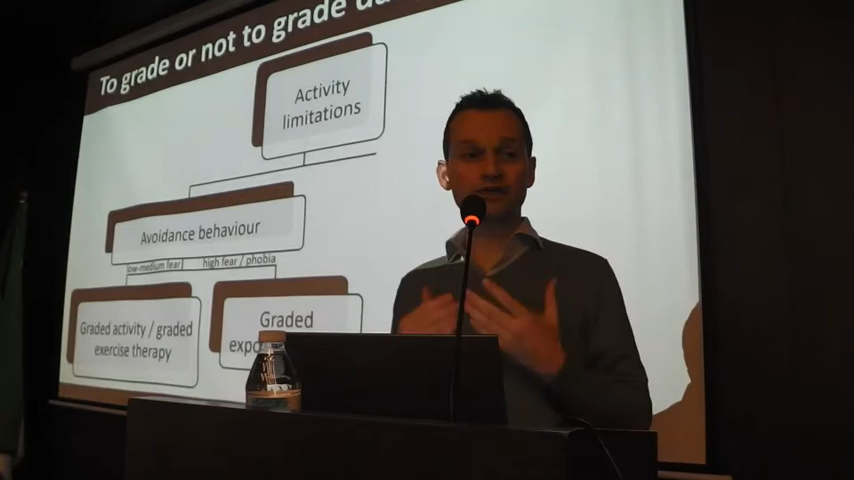 To grade or not to grade
Activity
limitations
Avoidance behaviour
low-medium fear high fear / phobia
Graded activity / graded
exercise therapy
Graded